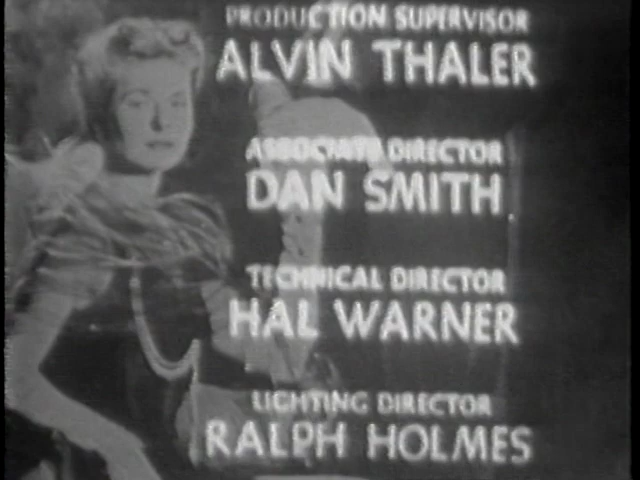 PRODUCTION SUPERVISOR
ALVIN THALER
ASSOCIATE DIRECTOR
DAN SMITH
TECHNICAL DIRECTOR
HAL WARNER
LIGHTING DIRECTOR
RALPH HOLMES